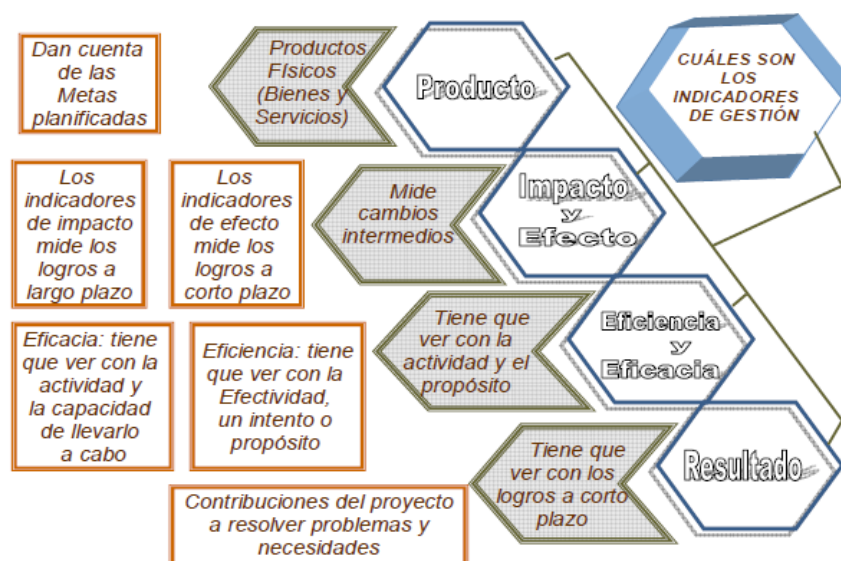 Dan cuenta
de las
Metas
planificadas
Productos
Físicos
(Bienes y
Servicios)
Producto
CUÁLES SON
LOS
INDICADORES
DE GESTIÓN
Los
indicadores
de impacto
mide los
logros a
largo plazo
Los
indicadores
de efecto
mide los
logros a
corto plazo
Mide
cambios
intermedios
Impacto
y
Efecto
Eficacia: tiene
que ver con la
actividad y
la capacidad
de llevarlo
a cabo
Eficiencia: tiene
que ver con la
Efectividad,
un intento o
propósito
Tiene que
ver con la
actividad y el
propósito
Eficiencia
y
Eficacia
Contribuciones del proyecto
a resolver problemas y
necesidades
Tiene que
ver con los
logros a corto
plazo
Resultado